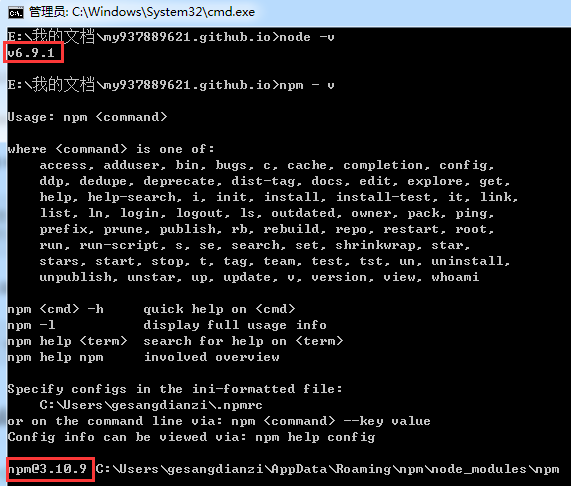 管理员: C:\Windows\System32\cmd.exe
E:\我的文档\my937889621.github.io>node -v
v6.9.1
E:\我的文档\my937889621.github.io>npm - v
Usage: npm <command>
where <command> is one of:
access, adduser, bin, bugs, c, cache, completion, config,
ddp, dedupe, deprecate, dist-tag, docs, edit, explore, get,
help, help-search, i, init, install, install-test, it, link,
list, ln, login, logout, ls, outdated, owner, pack, ping,
prefix, prune, publish, rb, rebuild, repo, restart, root,
run, run-script, s, se, search, set, shrinkwrap, star,
stars, start, stop, t, tag, team, test, tst, un, uninstall,
unpublish, unstar, up, update, v, version, view, whoami
npm <cmd> -h     quick help on <cmd>
npm -l           display full usage info
npm help <term>  search for help on <term>
npm help npm     involved overview
Specify configs in the ini-formatted file:
C:\Users\gesangdianzi\.npmrc
or on the command line via: npm <command> --key value
Config info can be viewed via: npm help config
npm@3.10.9 C:\Users\gesangdianzi\AppData\Roaming\npm\node_modules\npm